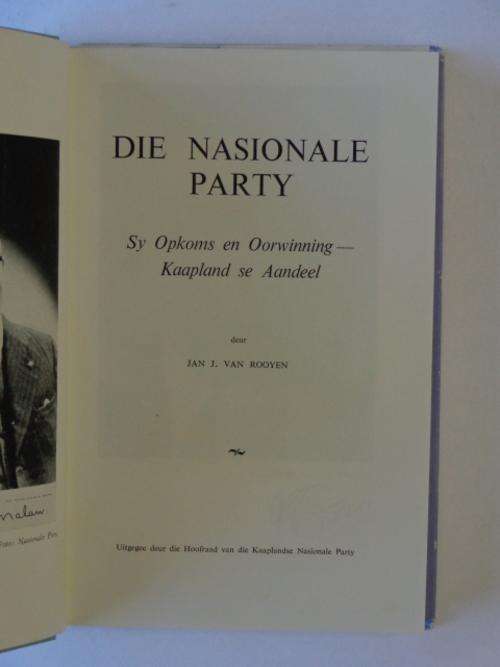 DIE NASIONALE
PARTY
Sy Opkoms en Oorwinning —
Kaapland se Aandeel
deur
JAN J. VAN ROOYEN
Uitgegee deur die Hoofraad van die Kaaplandse Nasionale Party
malan
Nasionale